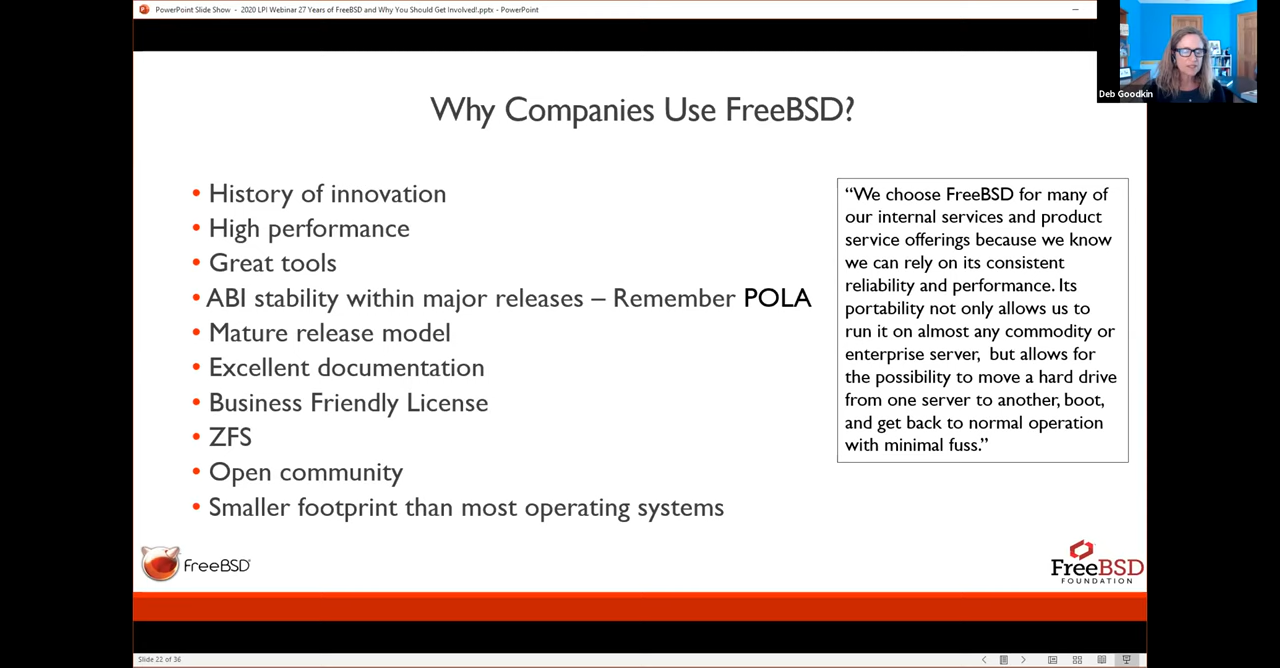 PowerPoint Slide Show - 2020 LPI Webinar 27 Years of FreeBSD and Why You Should Get Involved!.pptx - PowerPoint
Deb Goodkin
Why Companies Use FreeBSD?
• History of innovation
• High performance
• Great tools
• ABI stability within major releases – Remember POLA
• Mature release model
• Excellent documentation
• Business Friendly License
• ZFS
• Open community
• Smaller footprint than most operating systems
“We choose FreeBSD for many of
our internal services and product
service offerings because we know
we can rely on its consistent
reliability and performance. Its
portability not only allows us to
run it on almost any commodity or
enterprise server, but allows for
the possibility to move a hard drive
from one server to another, boot,
and get back to normal operation
with minimal fuss.”
FreeBSD®
FreeBSD
FOUNDATION
Slide 22 of 36